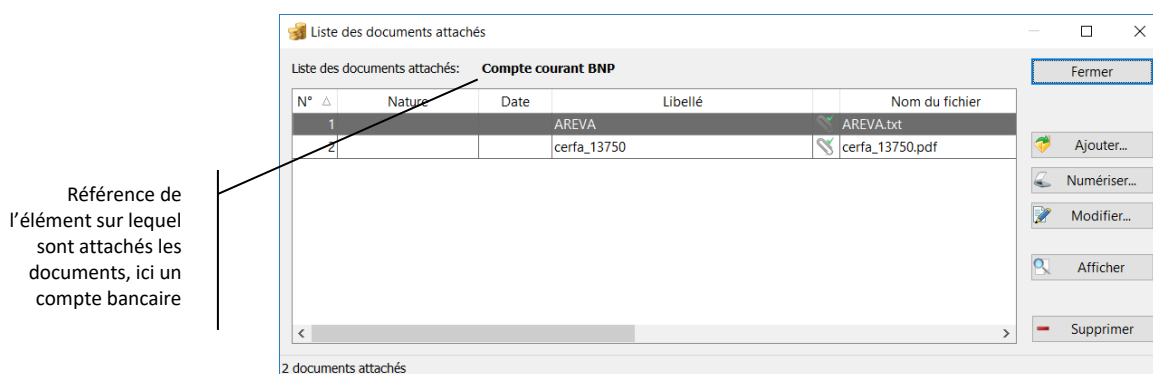 Liste des documents attachés
Liste des documents attachés: Compte courant BNP
Fermer
N° Nature Date Libellé Nom du fichier
1 AREVA AREVA.txt
2 cerfa_13750 cerfa_13750.pdf
Ajouter...
Numériser...
Modifier...
Afficher
Supprimer
2 documents attachés
Référence de
l’élément sur lequel
sont attachés les
documents, ici un
compte bancaire